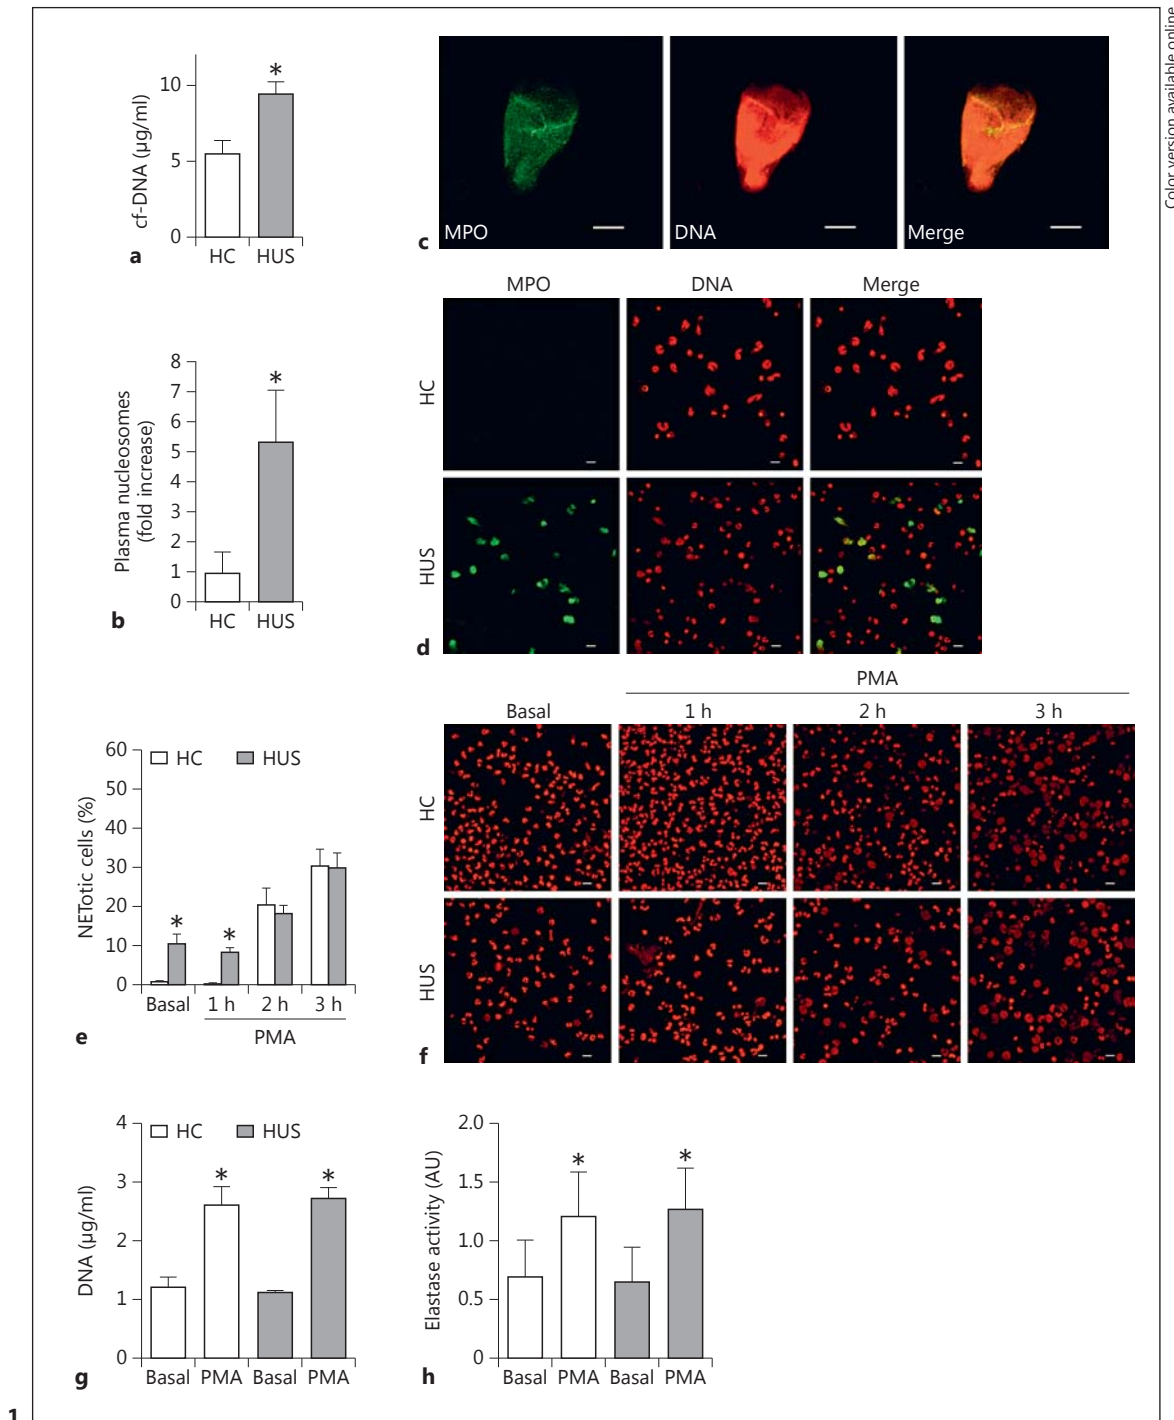 Color version available online
cf-DNA (µg/ml)
10
5
0
*
HC HUS
a
MPO
DNA
Merge
c
Plasma nucleosomes
(fold increase)
8
7
6
5
4
3
2
1
0
*
HC HUS
b
MPO DNA Merge
HC
HUS
d
NETotic cells (%)
60
50
40
30
20
10
0
HC HUS
* *
Basal 1 h 2 h 3 h
PMA
e
PMA
Basal 1 h 2 h 3 h
HC
HUS
f
DNA (µg/ml)
4
3
2
1
0
HC HUS
* *
Basal PMA Basal PMA
g
Elastase activity (AU)
2.0
1.5
1.0
0.5
0
* *
Basal PMA Basal PMA
h
1